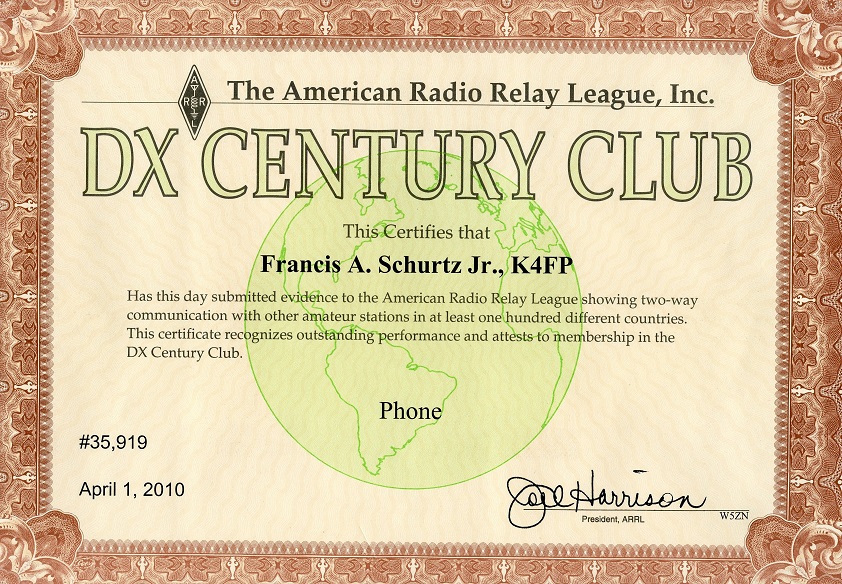 The American Radio Relay League, Inc.
A
R R
L
DX CENTURY CLUB
This Certifies that
Francis A. Schurtz Jr., K4FP
Has this day submitted evidence to the American Radio Relay League showing two-way
communication with other amateur stations in at least one hundred different countries.
This certificate recognizes outstanding performance and attests to membership in the
DX Century Club.
Phone
#35,919
April 1, 2010
Joel Harrison
W5ZN
President, ARRL